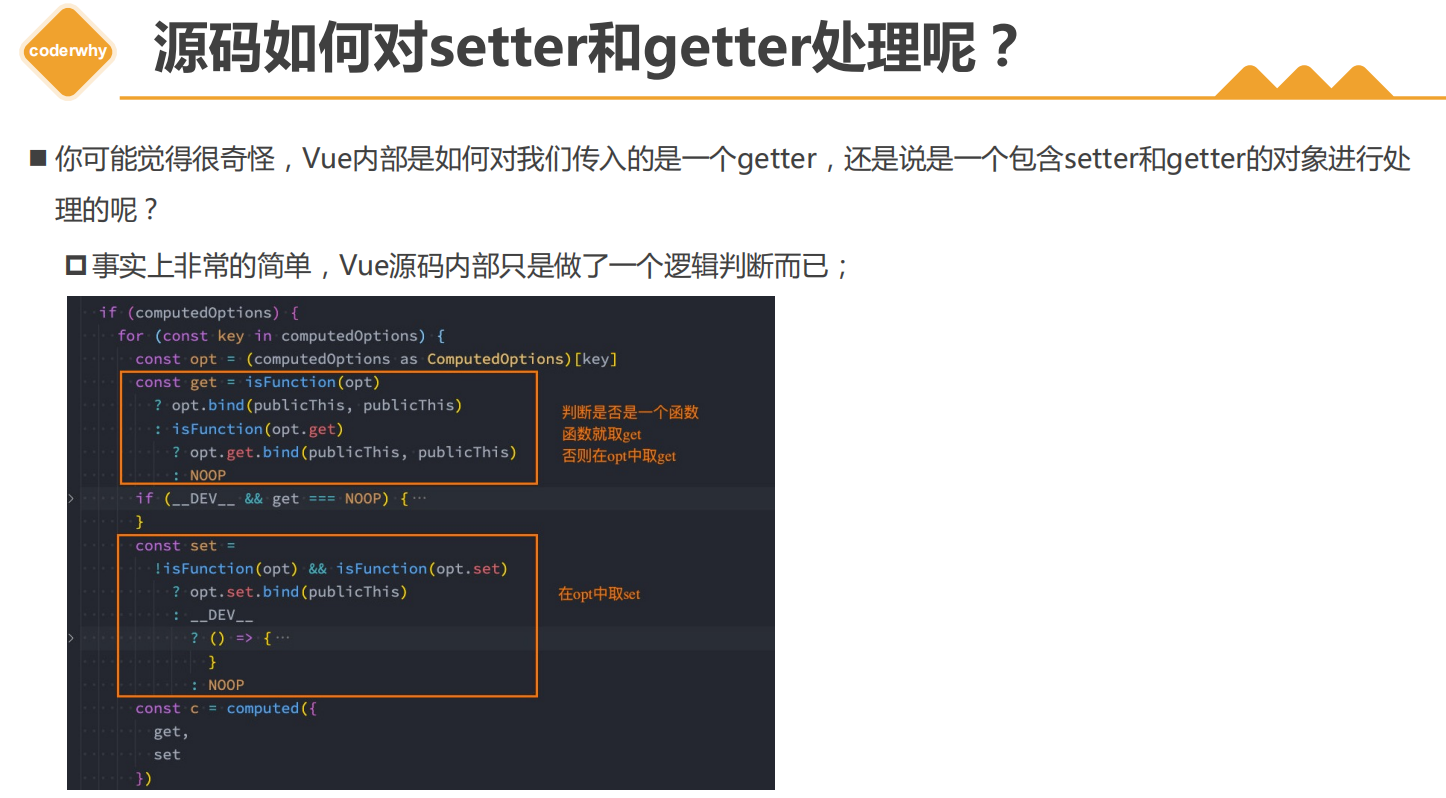 coderwhy
源码如何对setter和getter处理呢？
你可能觉得很奇怪，Vue内部是如何对我们传入的是一个getter，还是说是一个包含setter和getter的对象进行处
理的呢？
事实上非常的简单，Vue源码内部只是做了一个逻辑判断而已；
if (computedOptions) {
for (const key in computedOptions) {
const opt = (computedOptions as ComputedOptions)[key]
const get = isFunction(opt)
? opt.bind(publicThis, publicThis)
: isFunction(opt.get)
? opt.get.bind(publicThis, publicThis)
: NOOP
判断是否是一个函数
函数就取get
否则在opt中取get
if (__DEV__ && get === NOOP) {···
}
const set =
!isFunction(opt) && isFunction(opt.set)
? opt.set.bind(publicThis)
: __DEV__
? () => {···
}
: NOOP
在opt中取set
const c = computed({
get,
set
})